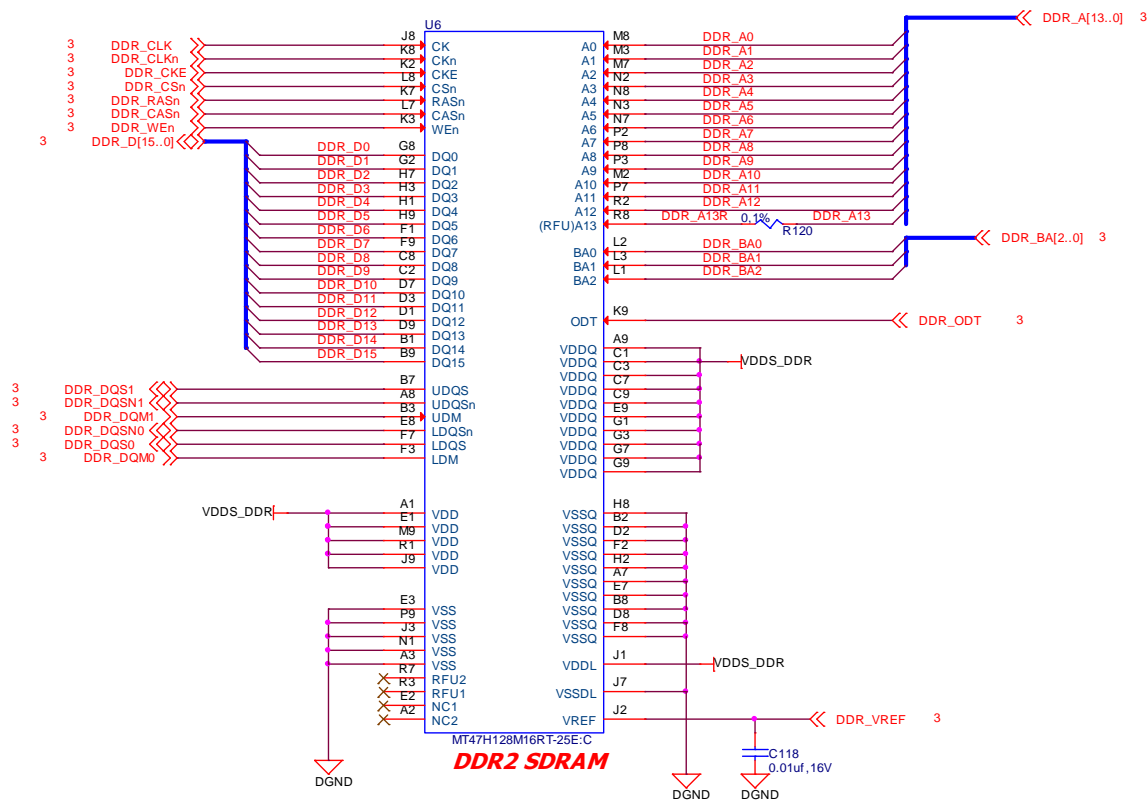 U6
DDR_A[13..0] 3
3 DDR_CLK J8 CK
3 DDR_CLKn K8 CKn
3 DDR_CKE K2 CKE
3 DDR_CSn L8 CSn
3 DDR_RASn K7 RASn
3 DDR_CASn L7 CASn
3 DDR_WEn K3 WEn
3 DDR_D[15..0]
DDR_D0 G8 DQ0
DDR_D1 G2 DQ1
DDR_D2 H7 DQ2
DDR_D3 H3 DQ3
DDR_D4 H1 DQ4
DDR_D5 H9 DQ5
DDR_D6 F1 DQ6
DDR_D7 F9 DQ7
DDR_D8 C8 DQ8
DDR_D9 C2 DQ9
DDR_D10 D7 DQ10
DDR_D11 D3 DQ11
DDR_D12 D1 DQ12
DDR_D13 D9 DQ13
DDR_D14 B1 DQ14
DDR_D15 B9 DQ15
3 DDR_DQS1 B7 UDQS
3 DDR_DQSN1 A8 UDQSn
3 DDR_DQM1 B3 UDM
3 DDR_DQSN0 E8 LDQSn
3 DDR_DQS0 F7 LDQS
3 DDR_DQM0 F3 LDM
VDDS_DDR A1 VDD
E1 VDD
M9 VDD
R1 VDD
J9 VDD
E3 VSS
P9 VSS
J3 VSS
N1 VSS
A3 VSS
R7 RFU2
R3 RFU1
E2 NC1
A2 NC2
DGND
A0 M8 DDR_A0
A1 M3 DDR_A1
A2 M7 DDR_A2
A3 N2 DDR_A3
A4 N8 DDR_A4
A5 N3 DDR_A5
A6 N7 DDR_A6
A7 P2 DDR_A7
A8 P8 DDR_A8
A9 P3 DDR_A9
A10 M2 DDR_A10
A11 P7 DDR_A11
A12 R2 DDR_A12
(RFU)A13 R8 DDR_A13R 0,1% R120 DDR_A13
BA0 L2 DDR_BA0
BA1 L3 DDR_BA1
BA2 L1 DDR_BA2
DDR_BA[2..0] 3
ODT K9 DDR_ODT 3
VDDQ A9
VDDQ C1 VDDS_DDR
VDDQ C3
VDDQ C7
VDDQ C9
VDDQ E9
VDDQ G1
VDDQ G3
VDDQ G7
VDDQ G9
VSSQ H8
VSSQ B2
VSSQ D2
VSSQ F2
VSSQ H2
VSSQ A7
VSSQ E7
VSSQ B8
VSSQ D8
VSSQ F8
VDDL J1 VDDS_DDR
VSSDL J7
VREF J2 DDR_VREF 3
C118
0.01uf,16V
DGND
DGND
MT47H128M16RT-25E:C
DDR2 SDRAM